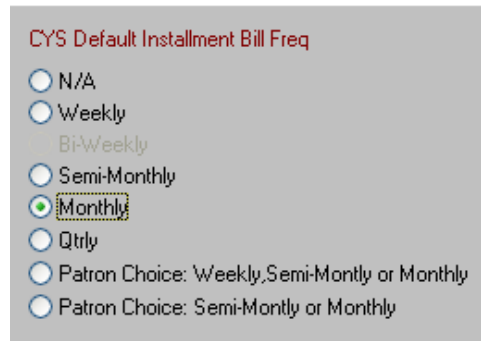 CYS Default Installment Bill Freq
N/A
Weekly
Bi-Weekly
Semi-Monthly
Monthly
Qtrly
Patron Choice: Weekly,Semi-Montly or Monthly
Patron Choice: Semi-Montly or Monthly